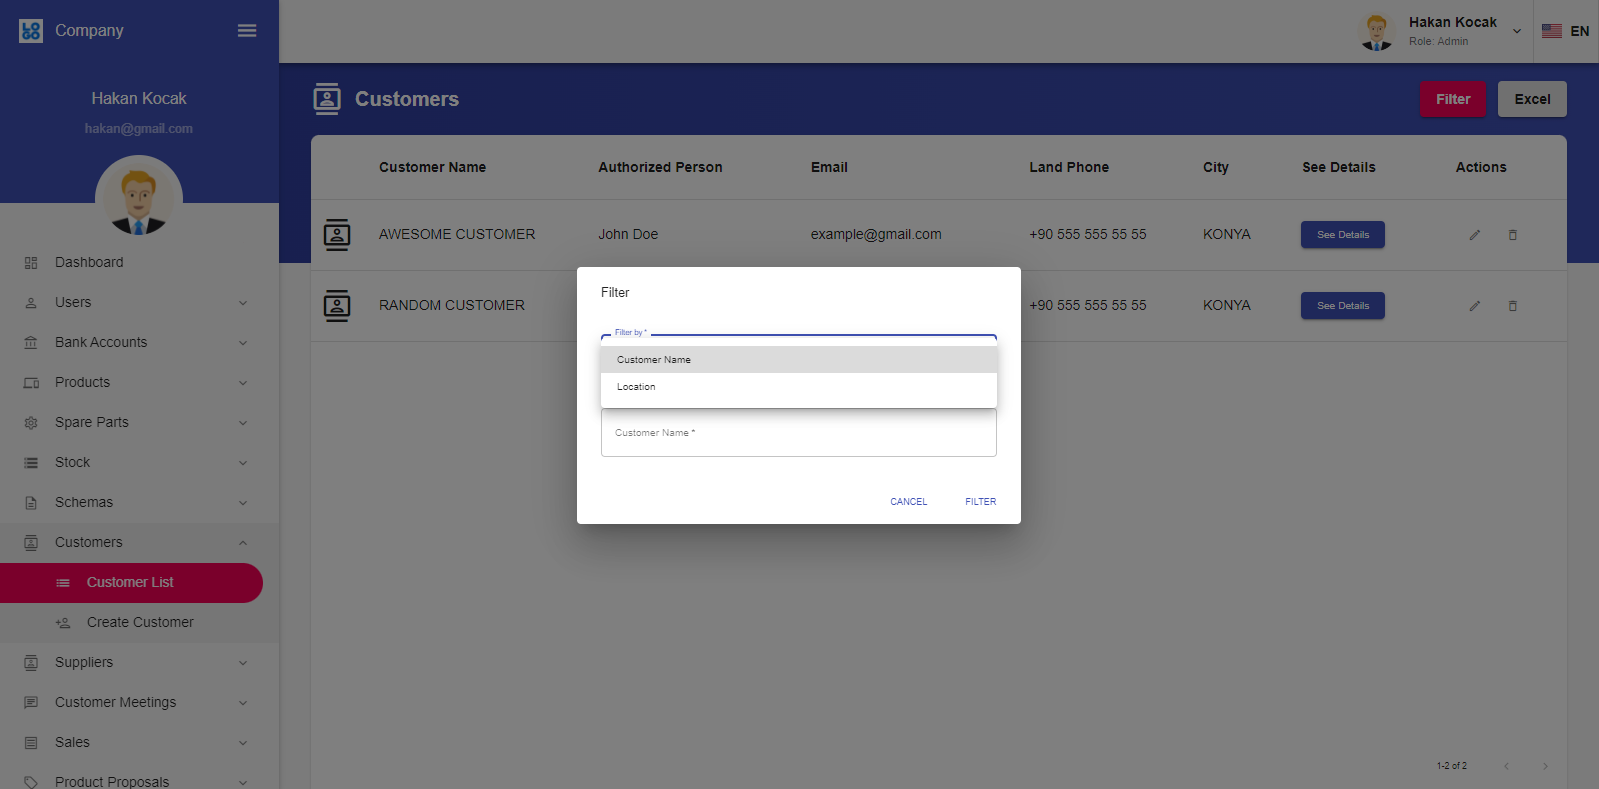 LO
GO
Company
Hakan Kocak
hakan@gmail.com
Dashboard
Users
Bank Accounts
Products
Spare Parts
Stock
Schemas
Customers
Customer List
Create Customer
Suppliers
Customer Meetings
Sales
Product Proposals
Hakan Kocak
Role: Admin
EN
Customers
Filter
Excel
Customer Name Authorized Person Email Land Phone City See Details Actions
AWESOME CUSTOMER John Doe example@gmail.com +90 555 555 55 55 KONYA See Details
RANDOM CUSTOMER +90 555 555 55 55 KONYA See Details
Filter
Filter by *
Customer Name
Location
Customer Name *
CANCEL FILTER
1-2 of 2